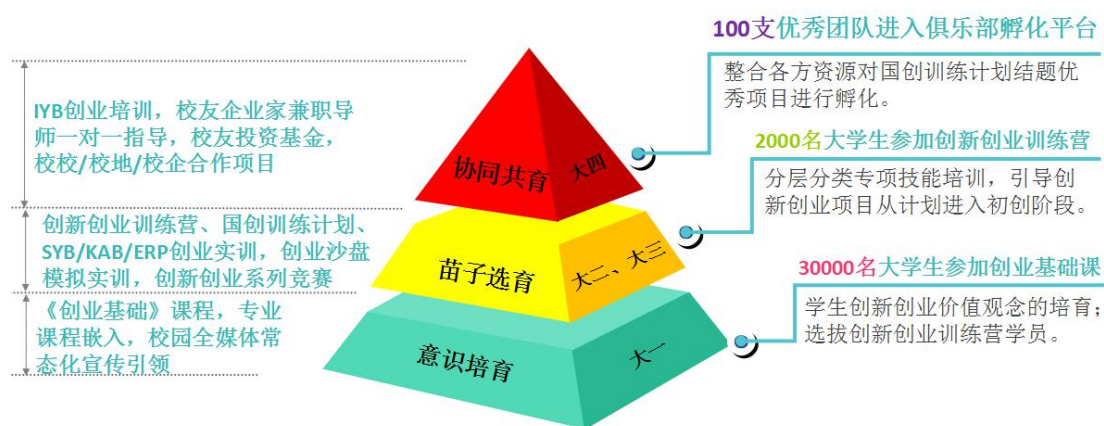 100支优秀团队进入俱乐部孵化平台
整合各方资源对国创训练计划结题优
秀项目进行孵化。
IYB创业培训，校友企业家兼职导
师一对一指导，校友投资基金，
校校/校地/校企合作项目
协同共育
大四
2000名大学生参加创新创业训练营
分层分类专项技能培训，引导创
新创业项目从计划进入初创阶段。
创新创业训练营、国创训练计划、
SYB/KAB/ERP创业实训，创业沙盘
模拟实训，创新创业系列竞赛
苗子选育
大二、大三
30000名大学生参加创业基础课
学生创新创业价值观念的培育；
选拔创新创业训练营学员。
《创业基础》课程，专业
课程嵌入，校园全媒体常
态化宣传引领
意识培育
大一